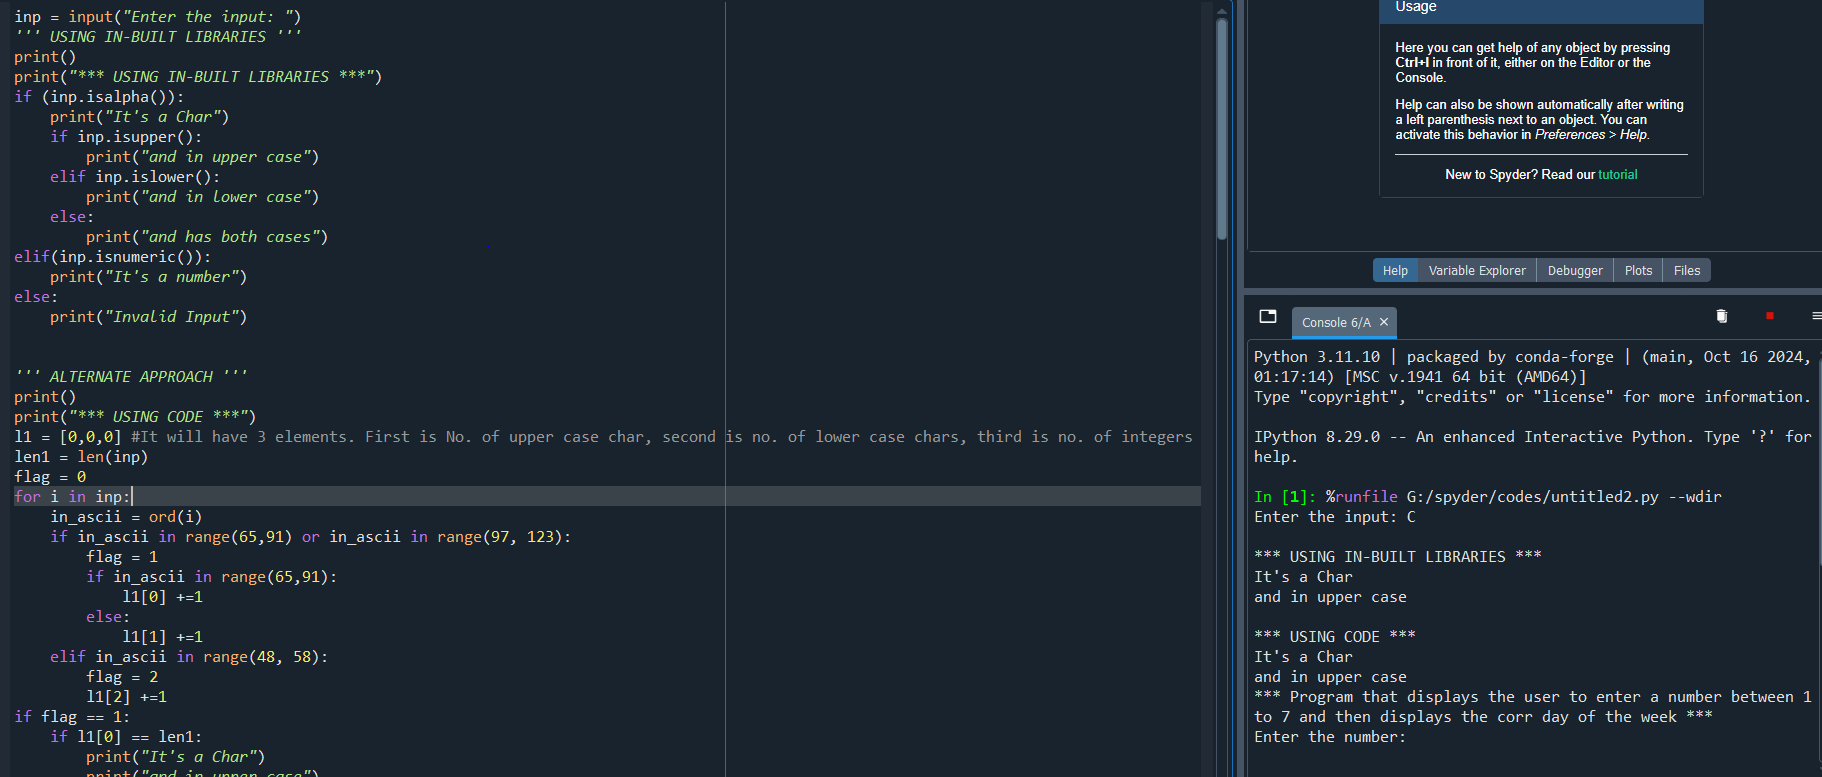 inp = input("Enter the input: ")
''' USING IN-BUILT LIBRARIES '''
print()
print("*** USING IN-BUILT LIBRARIES ***")
if (inp.isalpha()):
    print("It's a Char")
    if inp.isupper():
        print("and in upper case")
    elif inp.islower():
        print("and in lower case")
    else:
        print("and has both cases")
elif(inp.isnumeric()):
    print("It's a number")
else:
    print("Invalid Input")
''' ALTERNATE APPROACH '''
print()
print("*** USING CODE ***")
l1 = [0,0,0] #It will have 3 elements. First is No. of upper case char, second is no. of lower case chars, third is no. of integers
len1 = len(inp)
flag = 0
for i in inp:
    in_ascii = ord(i)
    if in_ascii in range(65,91) or in_ascii in range(97, 123):
        flag = 1
        if in_ascii in range(65,91):
            l1[0] +=1
        else:
            l1[1] +=1
    elif in_ascii in range(48, 58):
        flag = 2
        l1[2] +=1
if flag == 1:
    if l1[0] == len1:
        print("It's a Char")
        print("and in upper case")
Usage
Here you can get help of any object by pressing
Ctrl+I in front of it, either on the Editor or the
Console.
Help can also be shown automatically after writing
a left parenthesis next to an object. You can
activate this behavior in Preferences > Help.
New to Spyder? Read our tutorial
Help Variable Explorer Debugger Plots Files
Console 6/A
Python 3.11.10 | packaged by conda-forge | (main, Oct 16 2024,
01:17:14) [MSC v.1941 64 bit (AMD64)]
Type "copyright", "credits" or "license" for more information.
IPython 8.29.0 -- An enhanced Interactive Python. Type '?' for
help.
In [1]: %runfile G:/spyder/codes/untitled2.py --wdir
Enter the input: C
*** USING IN-BUILT LIBRARIES ***
It's a Char
and in upper case
*** USING CODE ***
It's a Char
and in upper case
*** Program that displays the user to enter a number between 1
to 7 and then displays the corr day of the week ***
Enter the number: